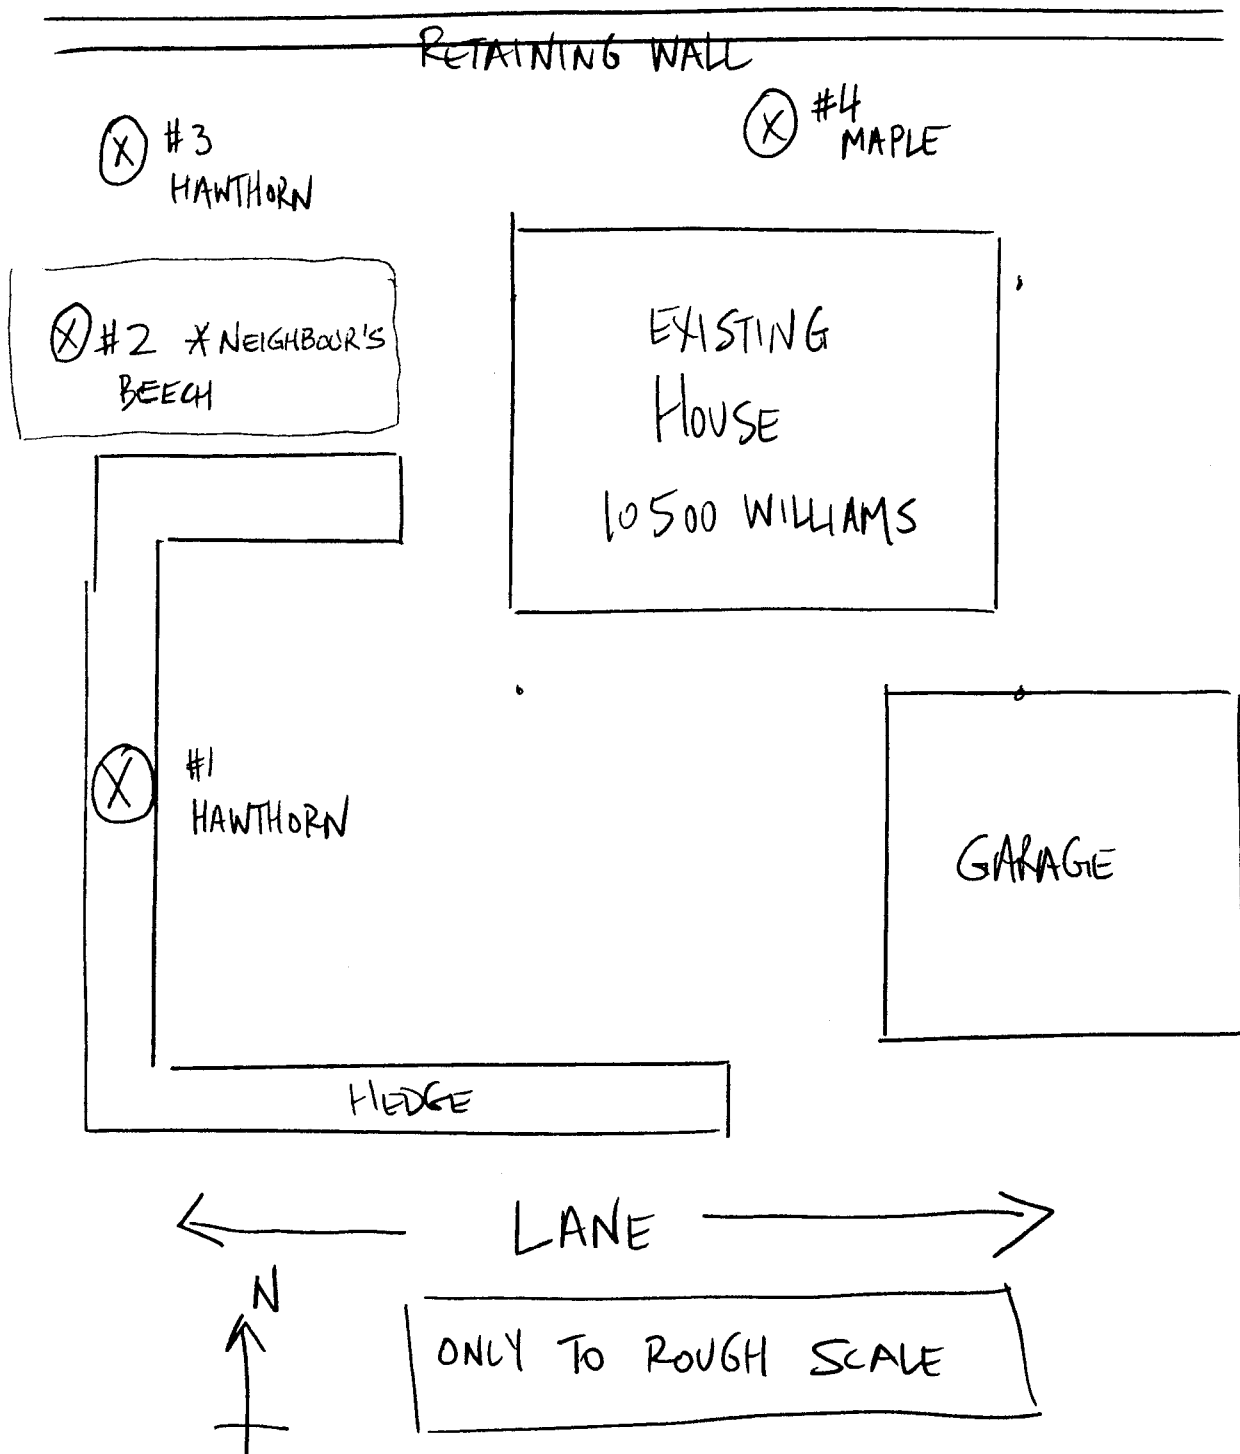 RETAINING WALL
#3
HAWTHORN
#4
MAPLE
#2 *NEIGHBOUR'S
BEECH
EXISTING
HOUSE
10500 WILLIAMS
#1
HAWTHORN
GARAGE
HEDGE
LANE
N
ONLY TO ROUGH SCALE